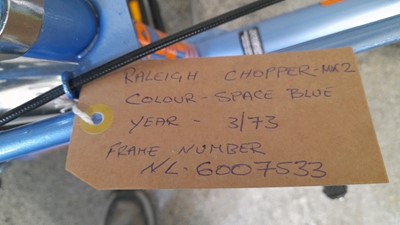 RALEIGH CHOPPER-MK2
COLOUR-SPACE BLUE
YEAR - 3/73
FRAME NUMBER
NL-6007533